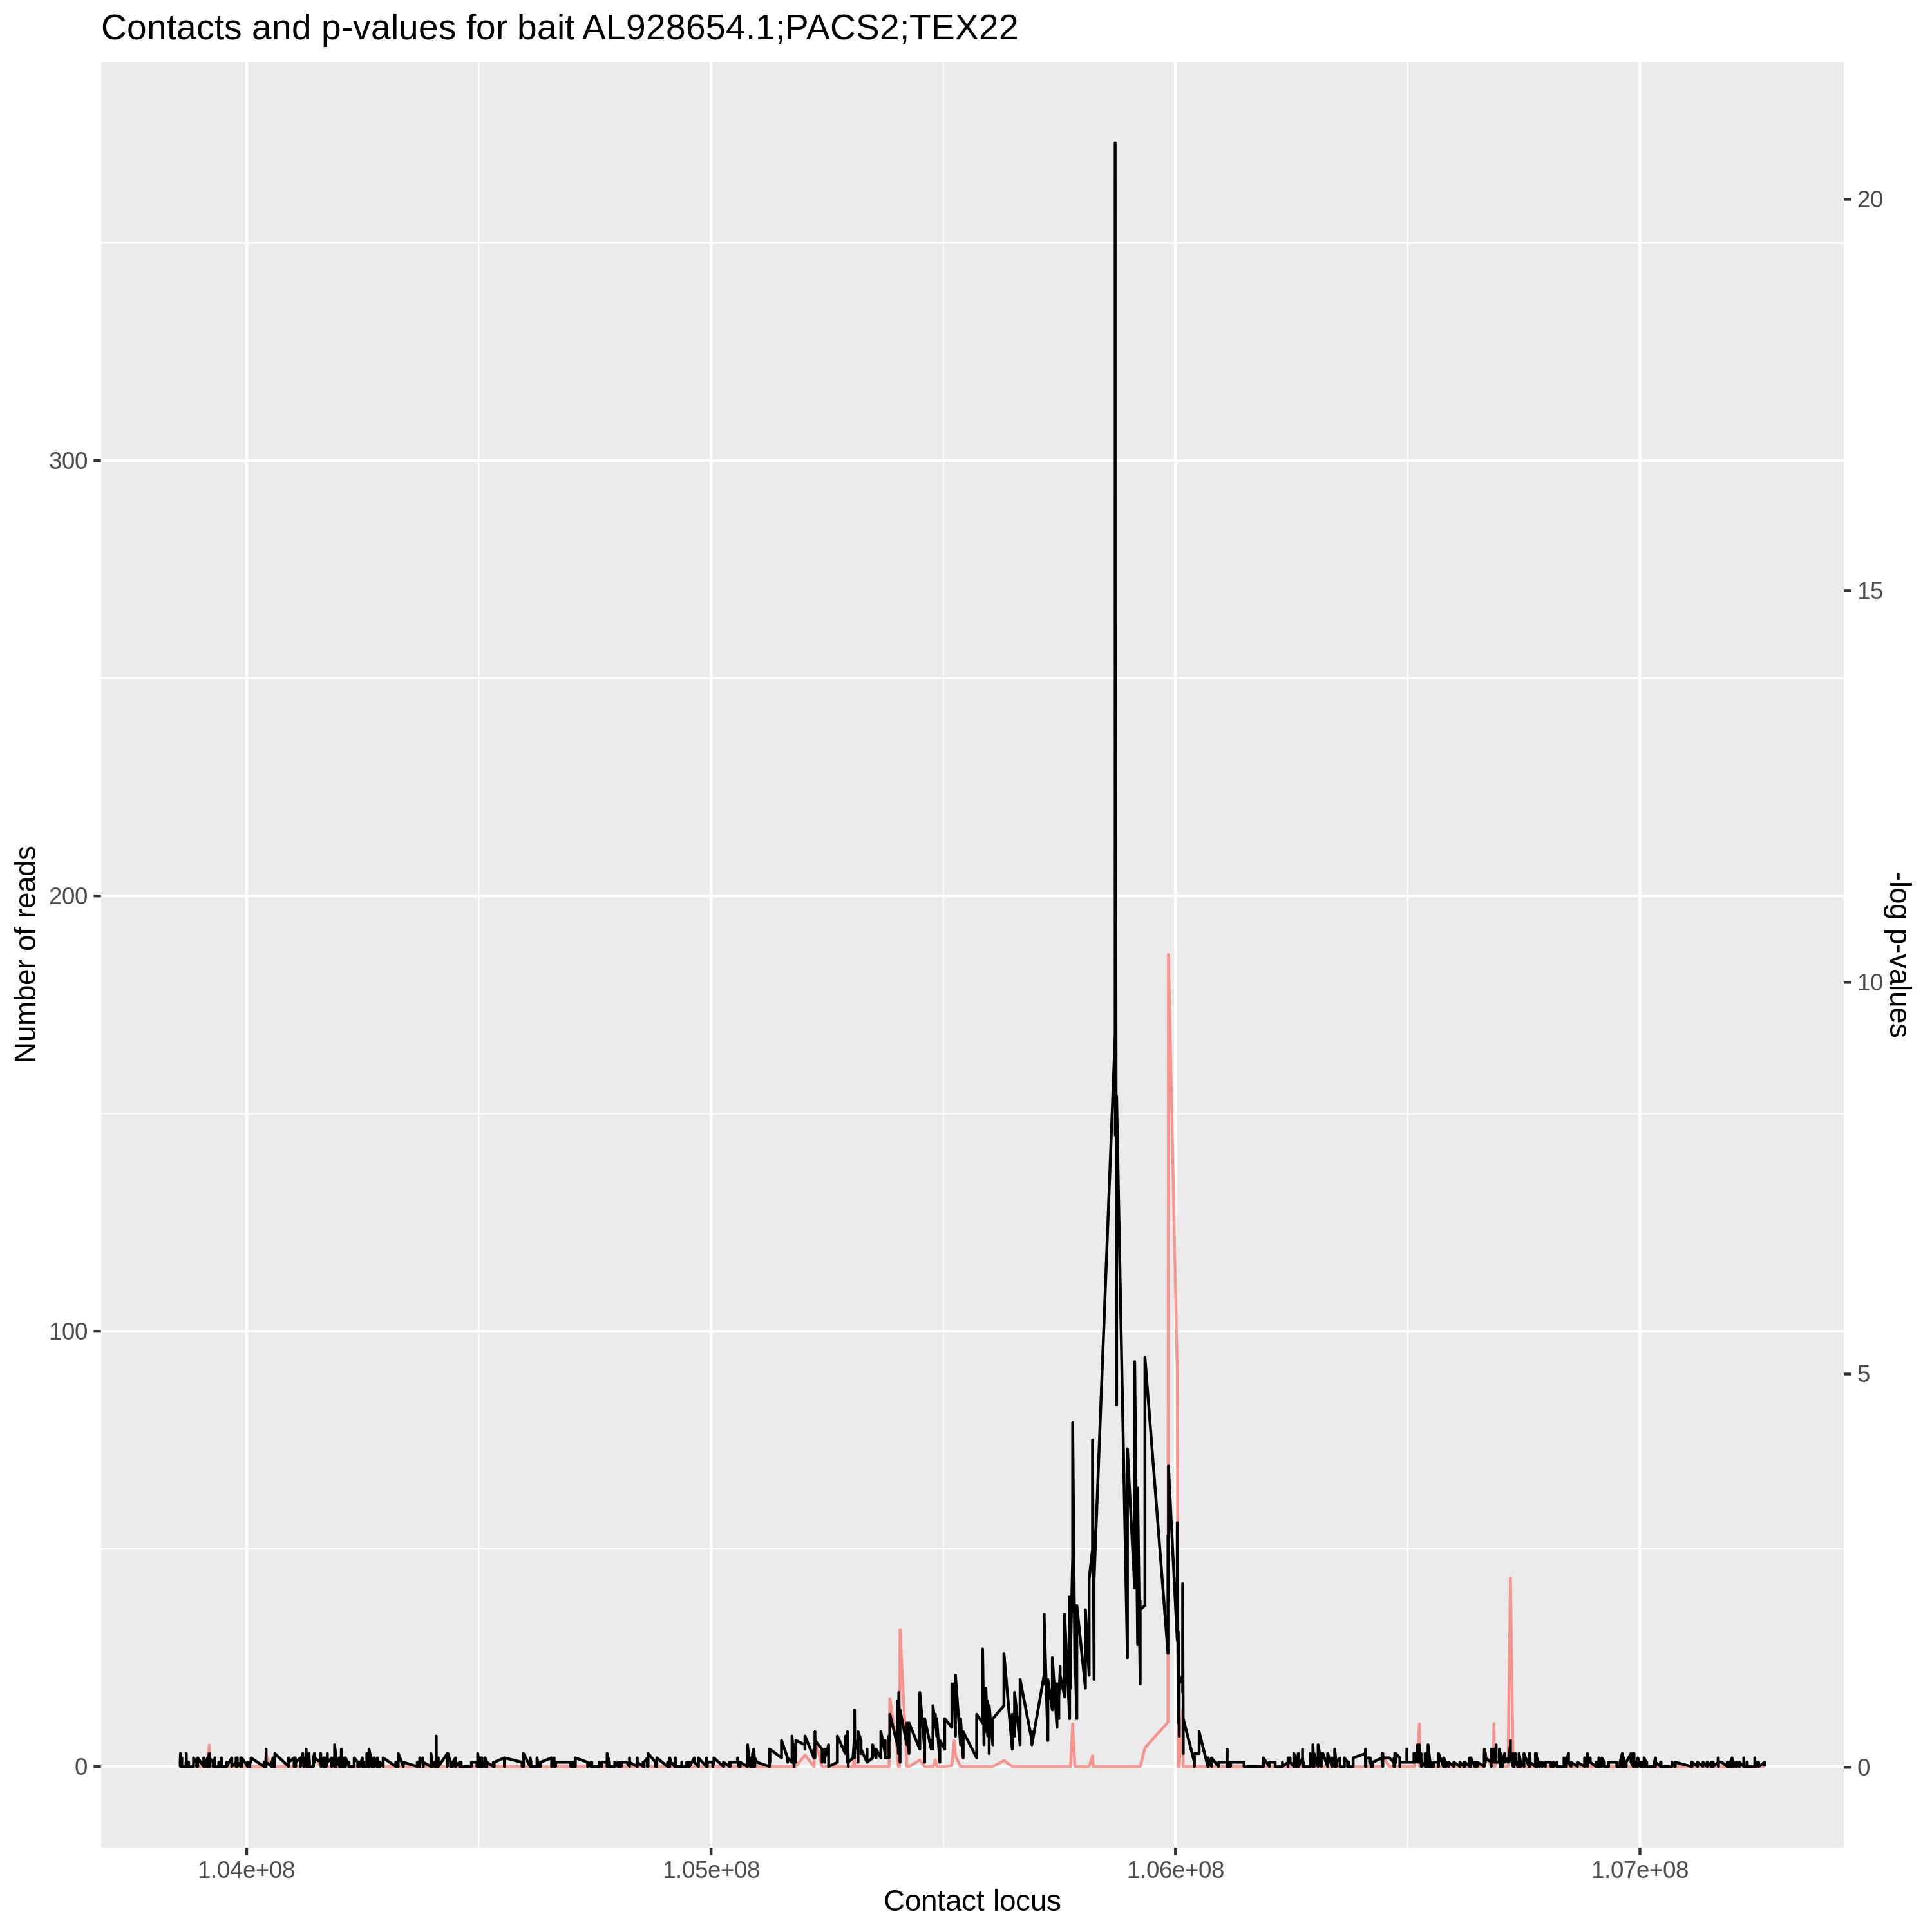 Contacts and p-values for bait AL928654.1;PACS2;TEX22
Number of reads
300
200
100
0
20
15
10
5
0
-log p-values
1.04e+08
1.05e+08
1.06e+08
1.07e+08
Contact locus